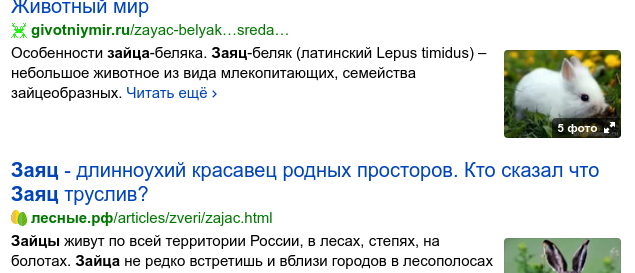 Животный мир
givotniymir.ru/zayac-belyak…sreda…
Особенности зайца-беляка. Заяц-беляк (латинский Lepus timidus) –
небольшое животное из вида млекопитающих, семейства
зайцеобразных. Читать ещё ›
5 фото
Заяц - длинноухий красавец родных просторов. Кто сказал что
Заяц труслив?
лесные.рф/articles/zveri/zajac.html
Зайцы живут по всей территории России, в лесах, степях, на
болотах. Зайца не редко встретишь и вблизи городов в лесополосах